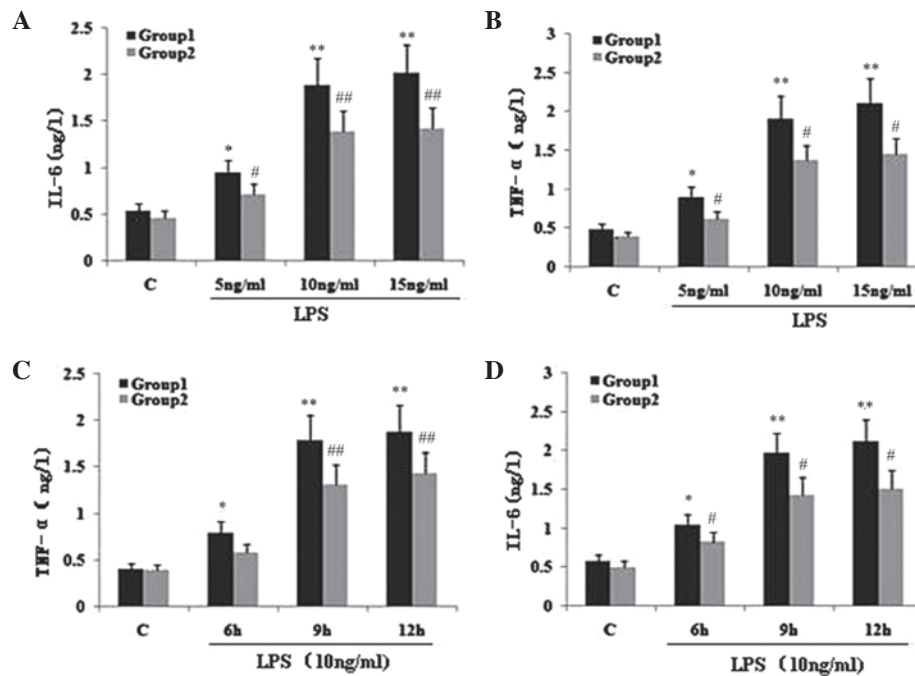 A
Group1
Group2
IL-6 (ng/l)
2.5
2
1.5
1
0.5
0
*
#
**
##
**
##
C 5ng/ml 10ng/ml 15ng/ml
LPS
B
Group1
Group2
TNF-α ( ng/l)
3
2.5
2
1.5
1
0.5
0
*
#
**
#
**
#
C 5ng/ml 10ng/ml 15ng/ml
LPS
C
Group1
Group2
TNF-α ( ng/l)
2.5
2
1.5
1
0.5
0
*
**
##
**
##
C 6h 9h 12h
LPS (10ng/ml)
D
Group1
Group2
IL-6 (ng/l)
3
2.5
2
1.5
1
0.5
0
*
#
**
#
**
#
C 6h 9h 12h
LPS (10ng/ml)